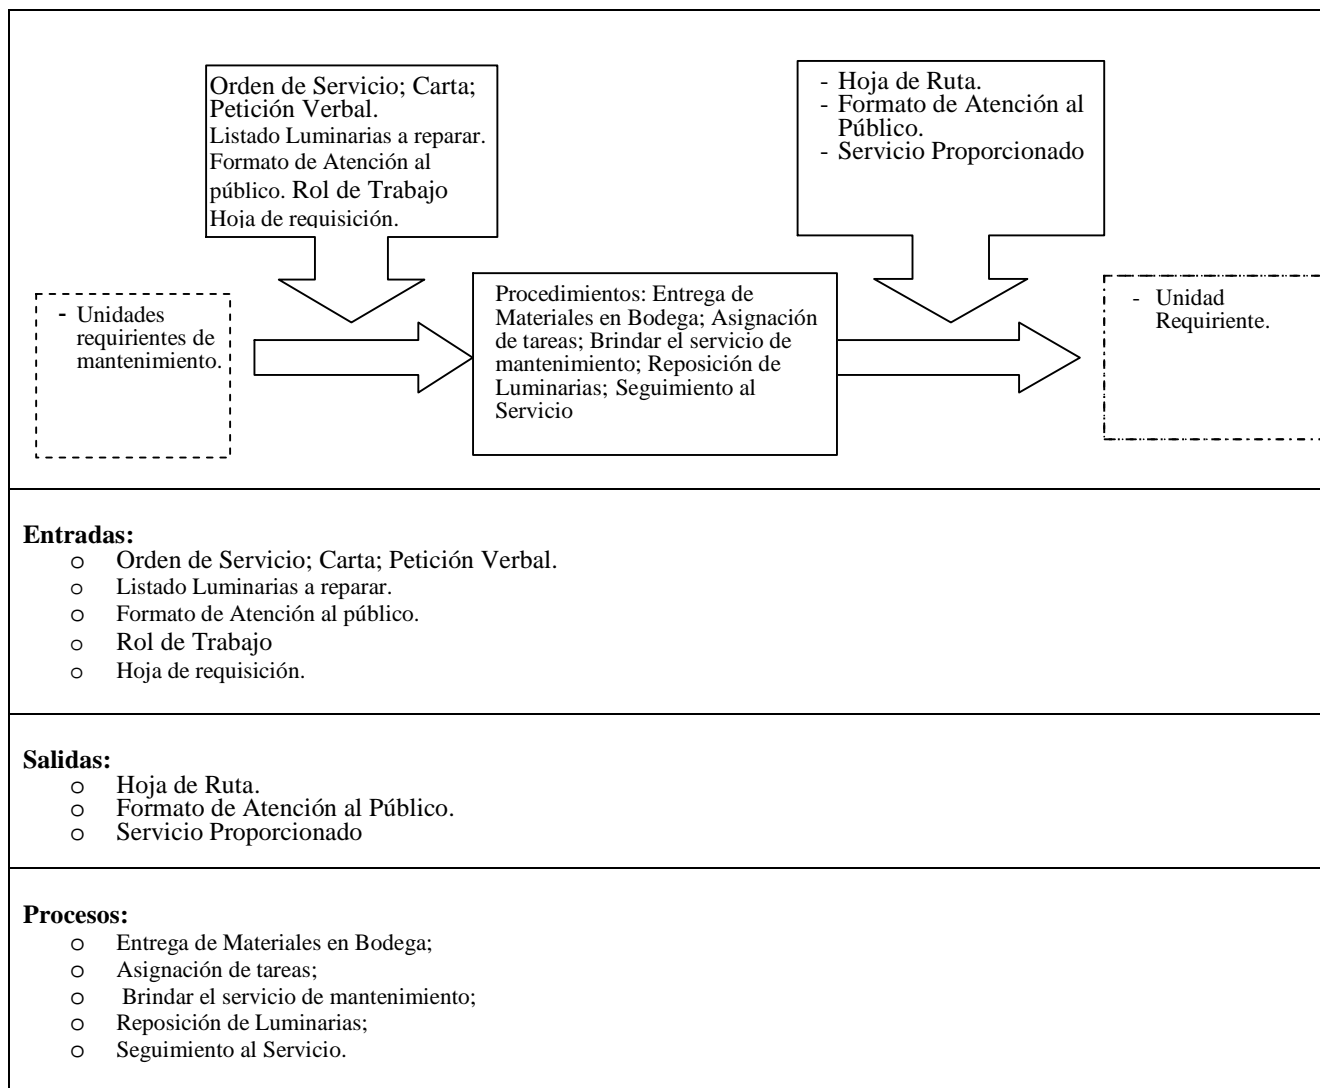 Orden de Servicio; Carta;
Petición Verbal.
Listado Luminarias a reparar.
Formato de Atención al
público. Rol de Trabajo
Hoja de requisición.
- Hoja de Ruta.
- Formato de Atención al
Público.
- Servicio Proporcionado
- Unidades
requirientes de
mantenimiento.
Procedimientos: Entrega de
Materiales en Bodega; Asignación
de tareas; Brindar el servicio de
mantenimiento; Reposición de
Luminarias; Seguimiento al
Servicio
- Unidad
Requiriente.
Entradas:
o Orden de Servicio; Carta; Petición Verbal.
o Listado Luminarias a reparar.
o Formato de Atención al público.
o Rol de Trabajo
o Hoja de requisición.
Salidas:
o Hoja de Ruta.
o Formato de Atención al Público.
o Servicio Proporcionado
Procesos:
o Entrega de Materiales en Bodega;
o Asignación de tareas;
o Brindar el servicio de mantenimiento;
o Reposición de Luminarias;
o Seguimiento al Servicio.